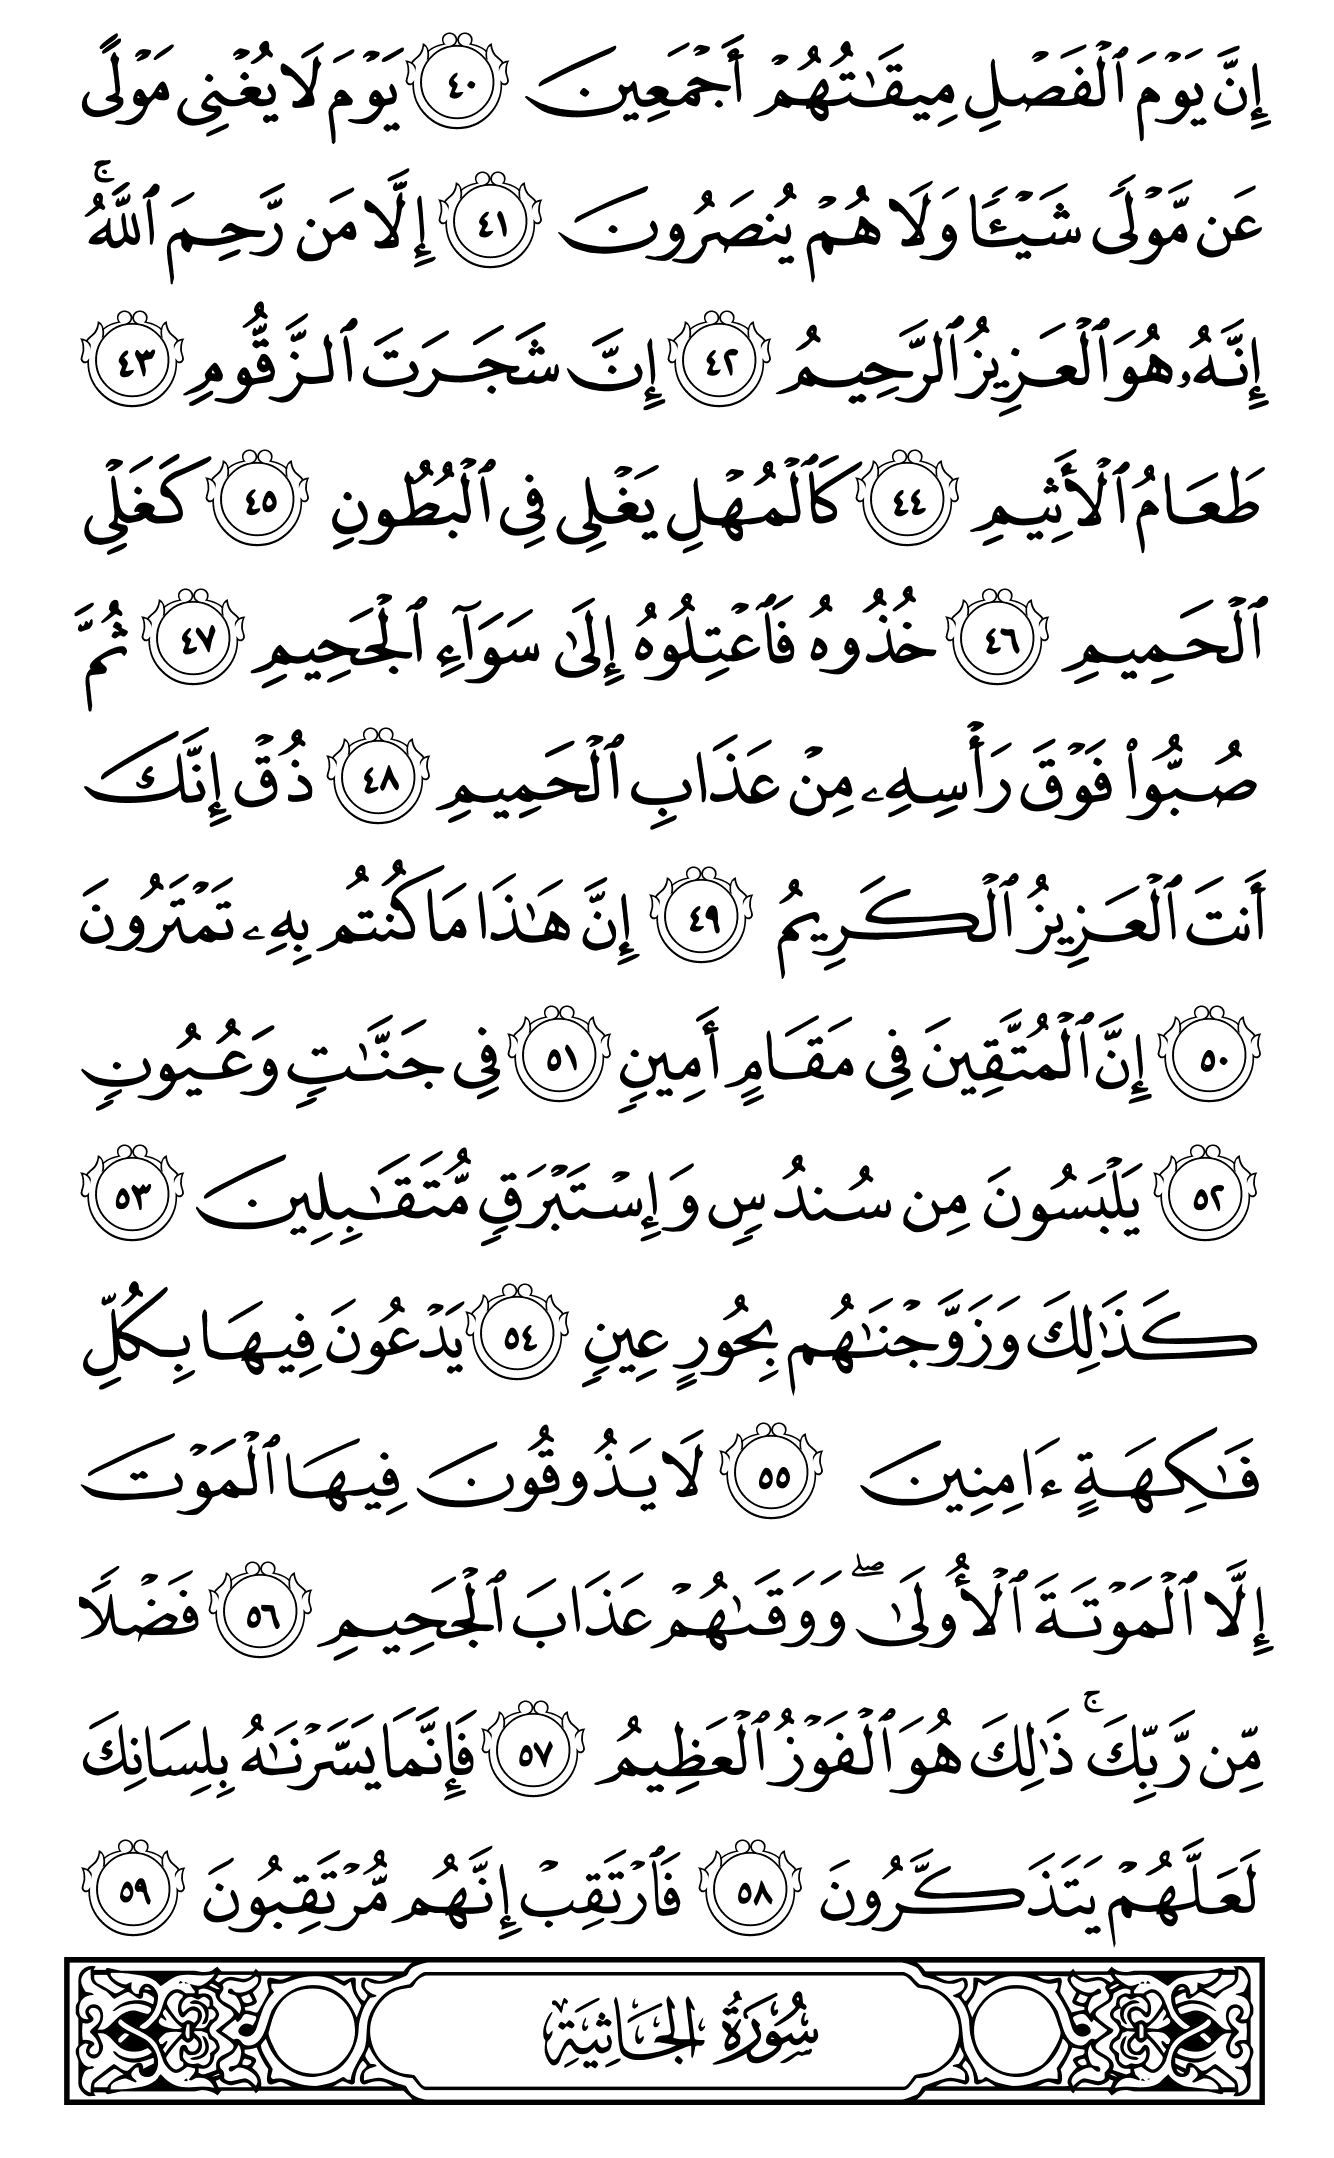 إِنَّ يَوْمَ ٱلْفَصْلِ مِيقَٰتُهُمْ أَجْمَعِينَ ٤٠ يَوْمَ لَا يُغْنِى مَوْلًى
عَن مَّوْلًى شَيْـًٔا وَلَا هُمْ يُنصَرُونَ ٤١ إِلَّا مَن رَّحِمَ ٱللَّهُ ۚ
إِنَّهُۥ هُوَ ٱلْعَزِيزُ ٱلرَّحِيمُ ٤٢ إِنَّ شَجَرَتَ ٱلزَّقُّومِ ٤٣
طَعَامُ ٱلْأَثِيمِ ٤٤ كَٱلْمُهْلِ يَغْلِى فِى ٱلْبُطُونِ ٤٥ كَغَلْىِ
ٱلْحَمِيمِ ٤٦ خُذُوهُ فَٱعْتِلُوهُ إِلَىٰ سَوَآءِ ٱلْجَحِيمِ ٤٧ ثُمَّ
صُبُّوا۟ فَوْقَ رَأْسِهِۦ مِنْ عَذَابِ ٱلْحَمِيمِ ٤٨ ذُقْ إِنَّكَ
أَنتَ ٱلْعَزِيزُ ٱلْكَرِيمُ ٤٩ إِنَّ هَٰذَا مَا كُنتُم بِهِۦ تَمْتَرُونَ
٥٠ إِنَّ ٱلْمُتَّقِينَ فِى مَقَامٍ أَمِينٍ ٥١ فِى جَنَّٰتٍ وَعُيُونٍ
٥٢ يَلْبَسُونَ مِن سُندُسٍ وَإِسْتَبْرَقٍ مُّتَقَٰبِلِينَ ٥٣
كَذَٰلِكَ وَزَوَّجْنَٰهُم بِحُورٍ عِينٍ ٥٤ يَدْعُونَ فِيهَا بِكُلِّ
فَٰكِهَةٍ ءَامِنِينَ ٥٥ لَا يَذُوقُونَ فِيهَا ٱلْمَوْتَ
إِلَّا ٱلْمَوْتَةَ ٱلْأُولَىٰ ۖ وَوَقَىٰهُمْ عَذَابَ ٱلْجَحِيمِ ٥٦ فَضْلًا
مِّن رَّبِّكَ ۚ ذَٰلِكَ هُوَ ٱلْفَوْزُ ٱلْعَظِيمُ ٥٧ فَإِنَّمَا يَسَّرْنَٰهُ بِلِسَانِكَ
لَعَلَّهُمْ يَتَذَكَّرُونَ ٥٨ فَٱرْتَقِبْ إِنَّهُم مُّرْتَقِبُونَ ٥٩
سُورَةُ الجَاثِيَةِ